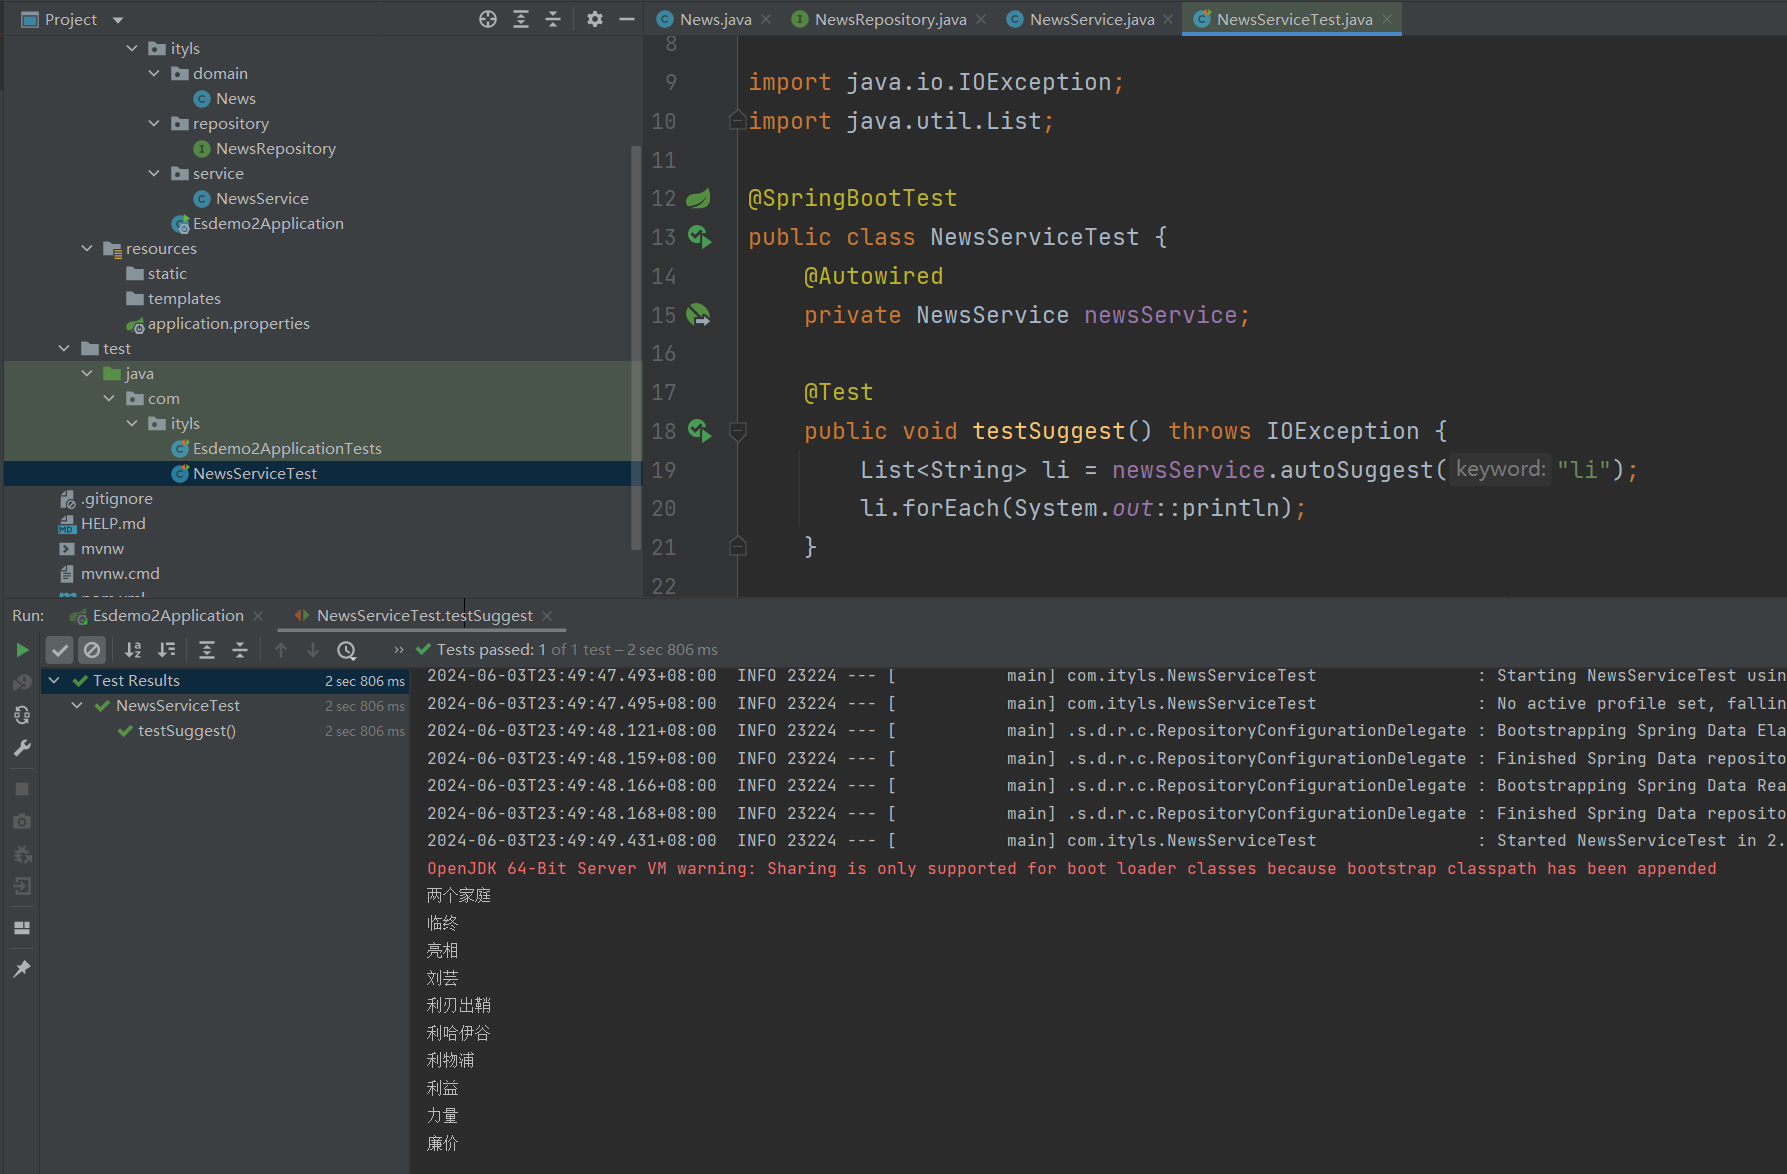 Project
ityls
domain
News
repository
NewsRepository
service
NewsService
Esdemo2Application
resources
static
templates
application.properties
test
java
com
ityls
Esdemo2ApplicationTests
NewsServiceTest
.gitignore
HELP.md
mvnw
mvnw.cmd
News.java
NewsRepository.java
NewsService.java
NewsServiceTest.java
8
9 import java.io.IOException;
10 import java.util.List;
11
12 @SpringBootTest
13 public class NewsServiceTest {
14 @Autowired
15 private NewsService newsService;
16
17 @Test
18 public void testSuggest() throws IOException {
19 List<String> li = newsService.autoSuggest( keyword: "li");
20 li.forEach(System.out::println);
21 }
22
Run: Esdemo2Application NewsServiceTest.testSuggest
Tests passed: 1 of 1 test – 2 sec 806 ms
Test Results 2 sec 806 ms
NewsServiceTest 2 sec 806 ms
testSuggest() 2 sec 806 ms
2024-06-03T23:49:47.493+08:00 INFO 23224 --- [ main] com.ityls.NewsServiceTest : Starting NewsServiceTest usin
2024-06-03T23:49:47.495+08:00 INFO 23224 --- [ main] com.ityls.NewsServiceTest : No active profile set, fallin
2024-06-03T23:49:48.121+08:00 INFO 23224 --- [ main] .s.d.r.c.RepositoryConfigurationDelegate : Bootstrapping Spring Data Ela
2024-06-03T23:49:48.159+08:00 INFO 23224 --- [ main] .s.d.r.c.RepositoryConfigurationDelegate : Finished Spring Data reposito
2024-06-03T23:49:48.166+08:00 INFO 23224 --- [ main] .s.d.r.c.RepositoryConfigurationDelegate : Bootstrapping Spring Data Rea
2024-06-03T23:49:48.168+08:00 INFO 23224 --- [ main] .s.d.r.c.RepositoryConfigurationDelegate : Finished Spring Data reposito
2024-06-03T23:49:49.431+08:00 INFO 23224 --- [ main] com.ityls.NewsServiceTest : Started NewsServiceTest in 2.
OpenJDK 64-Bit Server VM warning: Sharing is only supported for boot loader classes because bootstrap classpath has been appended
两个家庭
临终
亮相
刘芸
利刃出鞘
利哈伊谷
利物浦
利益
力量
廉价